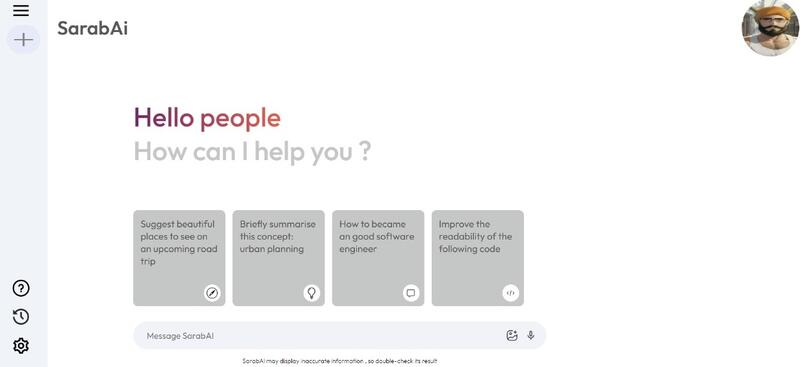 SarabAi
Hello people
How can I help you ?
Suggest beautiful
places to see on
an upcoming road
trip
Briefly summarise
this concept:
urban planning
How to became
an good software
engineer
Improve the
readability of the
following code
Message SarabAI
SarabAI may display inaccurate information , so double-check its result